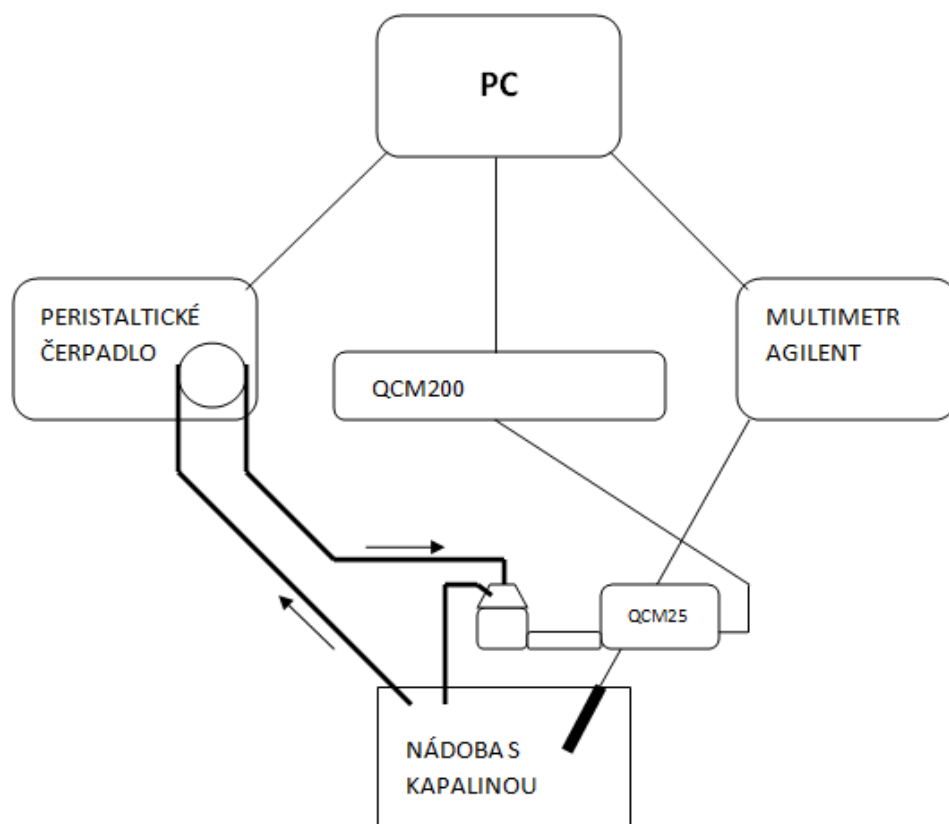 PC
PERISTALTICKÉ
ČERPADLO
MULTIMETR
AGILENT
QCM200
QCM25
NÁDOBA S
KAPALINOU